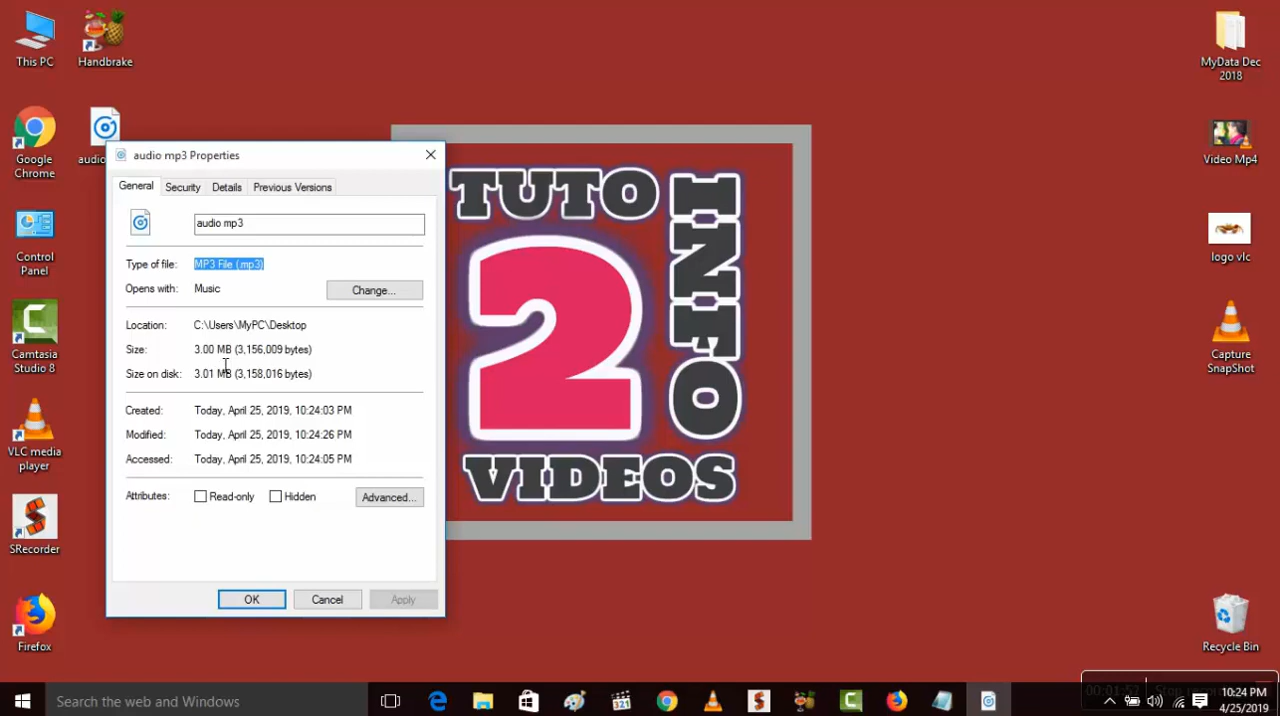 This PC
Handbrake
MyData Dec
2018
Google
Chrome
Video Mp4
Control
Panel
logo vlc
Camtasia
Studio 8
Capture
SnapShot
VLC media
player
SRecorder
Firefox
Recycle Bin
audio mp3 Properties
General
Security
Details
Previous Versions
audio mp3
Type of file:
MP3 File (.mp3)
Opens with:
Music
Change...
Location:
C:\Users\MyPC\Desktop
Size:
3.00 MB (3,156,009 bytes)
Size on disk:
3.01 MB (3,158,016 bytes)
Created:
Today, April 25, 2019, 10:24:03 PM
Modified:
Today, April 25, 2019, 10:24:26 PM
Accessed:
Today, April 25, 2019, 10:24:05 PM
Attributes:
Read-only
Hidden
Advanced...
OK
Cancel
Apply
TUTO
2
INFO
VIDEOS
Search the web and Windows
321
10:24 PM
4/25/2019